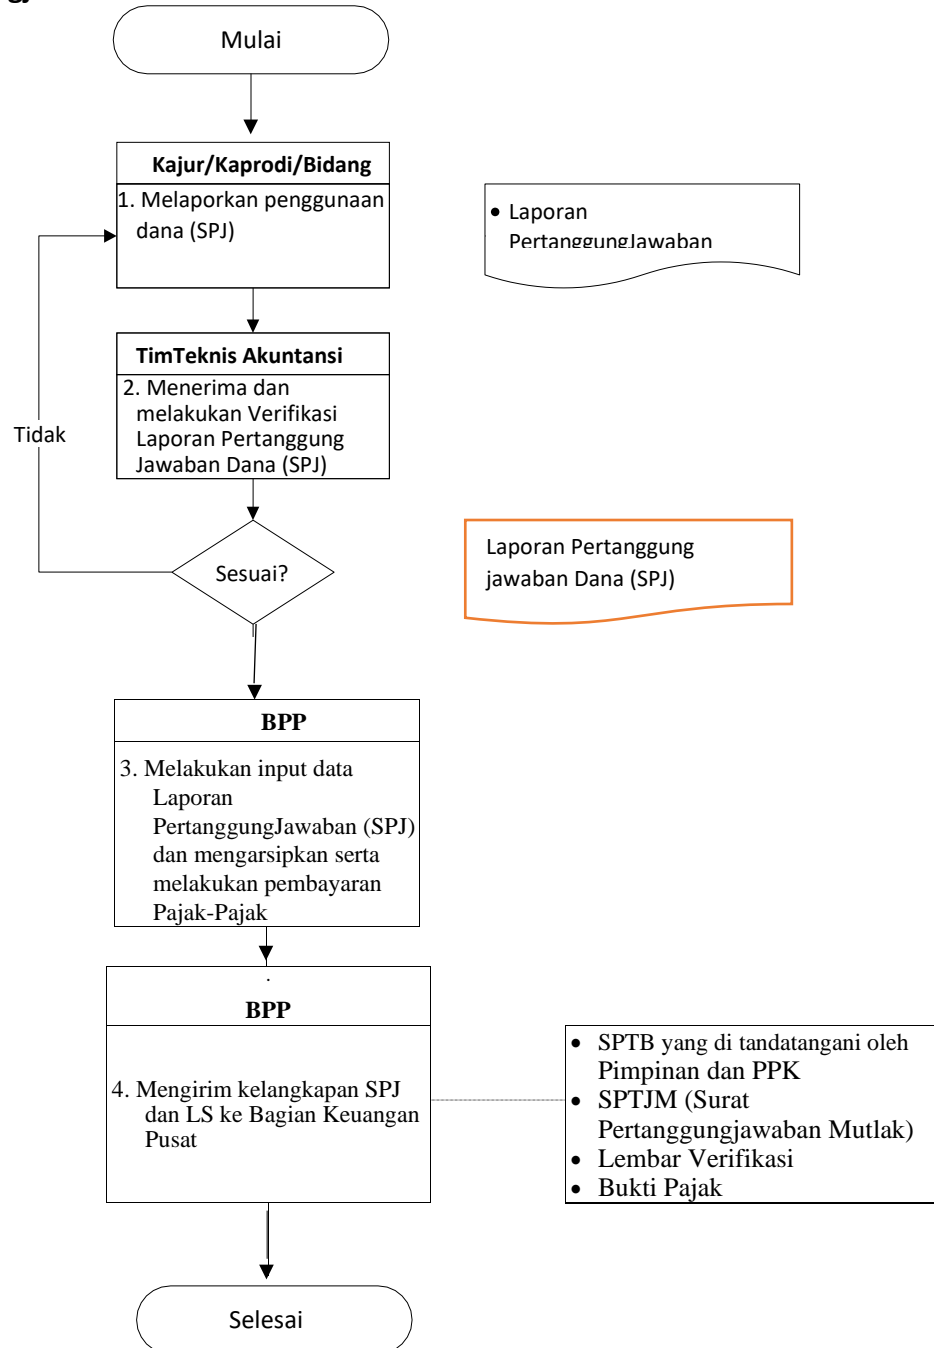 Mulai
Kajur/Kaprodi/Bidang
1. Melaporkan penggunaan
dana (SPJ)
• Laporan
PertanggungJawaban
TimTeknis Akuntansi
2. Menerima dan
melakukan Verifikasi
Laporan Pertanggung
Jawaban Dana (SPJ)
Tidak
Sesuai?
Laporan Pertanggung
jawaban Dana (SPJ)
BPP
3. Melakukan input data
Laporan
PertanggungJawaban (SPJ)
dan mengarsipkan serta
melakukan pembayaran
Pajak-Pajak
.
BPP
4. Mengirim kelangkapan SPJ
dan LS ke Bagian Keuangan
Pusat
• SPTB yang di tandatangani oleh
Pimpinan dan PPK
• SPTJM (Surat
Pertanggungjawaban Mutlak)
• Lembar Verifikasi
• Bukti Pajak
Selesai